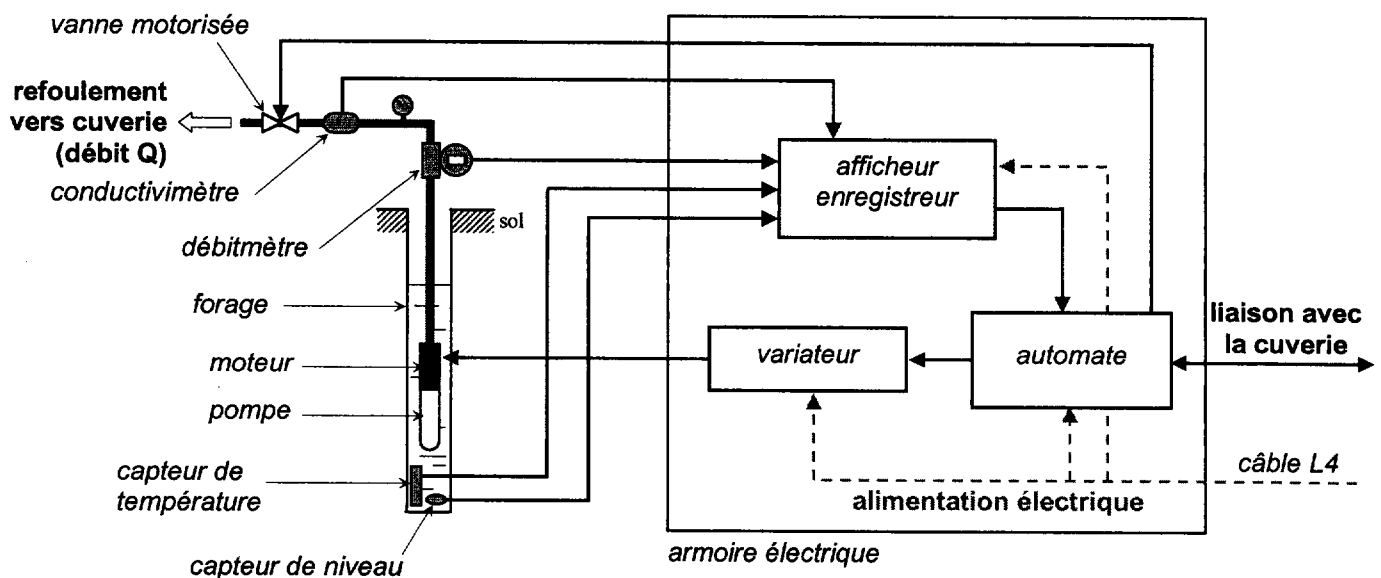 vanne motorisée
refoulement
vers cuverie
(débit Q)
conductivimètre
débitmètre
sol
forage
moteur
pompe
capteur de
température
capteur de niveau
afficheur
enregistreur
variateur
automate
liaison avec
la cuverie
câble L4
alimentation électrique
armoire électrique